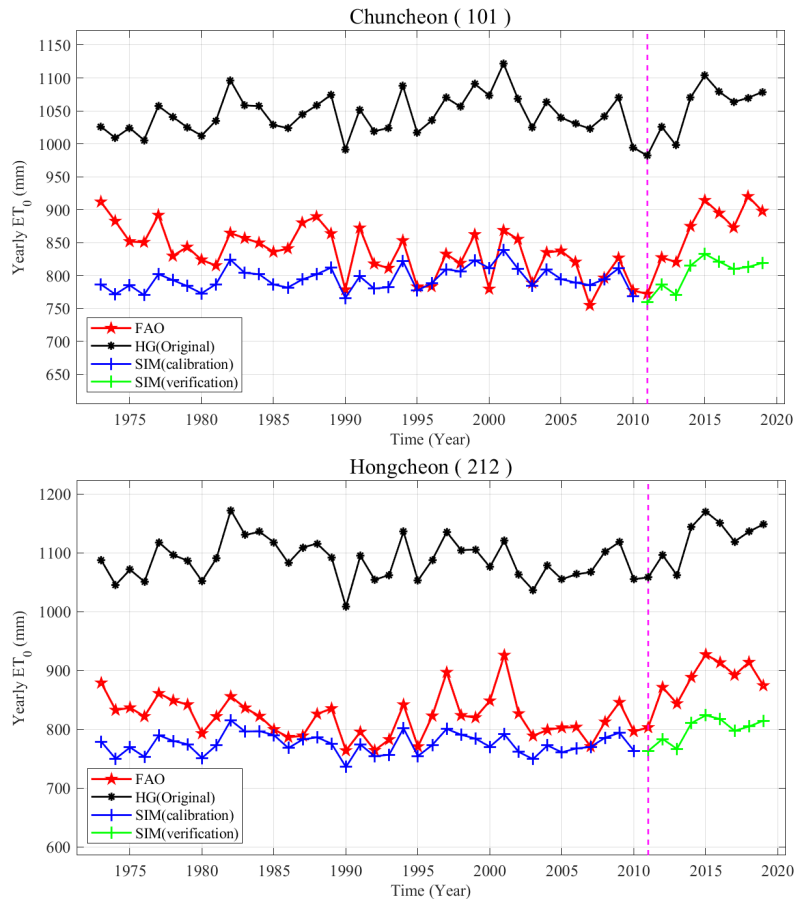 Chuncheon ( 101 )
1150
1100
1050
1000
950
900
850
800
750
700
650
Yearly ET0 (mm)
FAO
HG(Original)
SIM(calibration)
SIM(verification)
1975 1980 1985 1990 1995 2000 2005 2010 2015 2020
Time (Year)
Hongcheon ( 212 )
1200
1100
1000
900
800
700
600
Yearly ET0 (mm)
FAO
HG(Original)
SIM(calibration)
SIM(verification)
1975 1980 1985 1990 1995 2000 2005 2010 2015 2020
Time (Year)